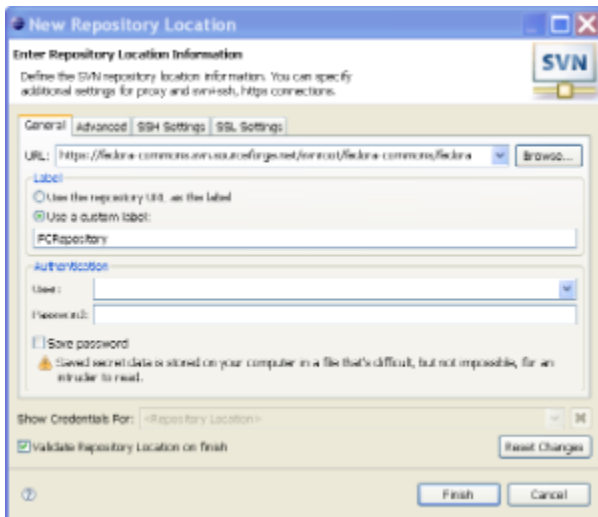 New Repository Location
Enter Repository Location Information
SVN
Define the SVN repository location information. You can specify
additional settings for proxy and svn+ssh, https connections.
General Advanced SSH Settings SSL Settings
URL: https://fedora-commons.svn.sourceforge.net/svnroot/fedora-commons/fedora Browse...
Label
Use the repository URL as the label
Use a custom label:
FCRepository
Authentication
User:
Password:
Save password
Saved secret data is stored on your computer in a file that's difficult, but not impossible, for an
intruder to read.
Show Credentials For: <Repository Location>
Validate Repository Location on finish Reset Changes
Finish Cancel